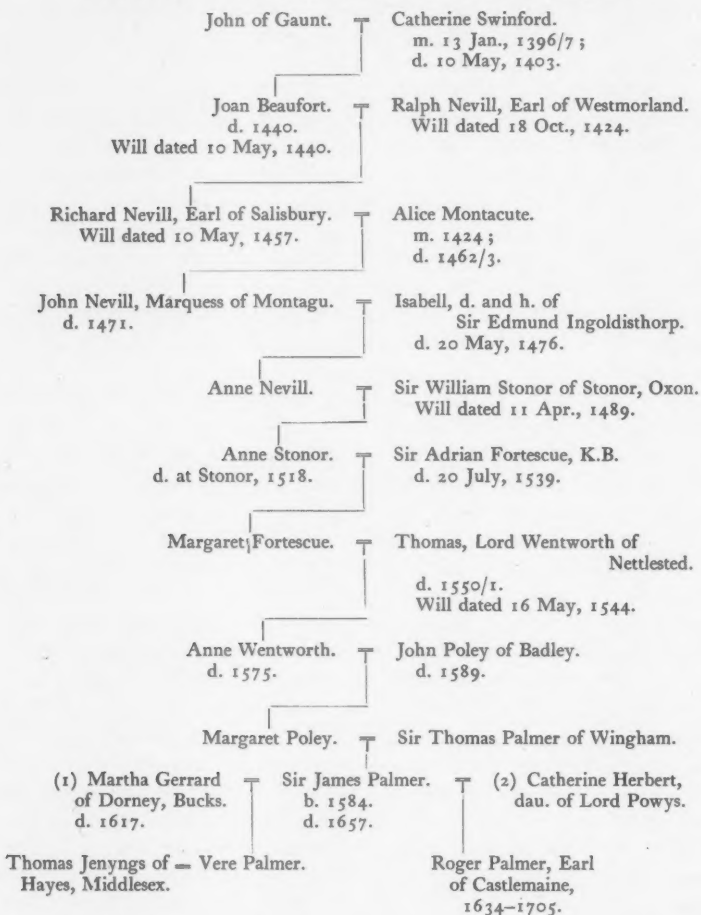 John of Gaunt. Catherine Swinford.
m. 13 Jan., 1396/7 ;
d. 10 May, 1403.
Joan Beaufort. Ralph Nevill, Earl of Westmorland.
d. 1440. Will dated 18 Oct., 1424.
Will dated 10 May, 1440.
Richard Nevill, Earl of Salisbury. Alice Montacute.
Will dated 10 May, 1457. m. 1424 ;
d. 1462/3.
John Nevill, Marquess of Montagu. Isabell, d. and h. of
d. 1471. Sir Edmund Ingoldisthorp.
d. 20 May, 1476.
Anne Nevill. Sir William Stonor of Stonor, Oxon.
Will dated 11 Apr., 1489.
Anne Stonor. Sir Adrian Fortescue, K.B.
d. at Stonor, 1518. d. 20 July, 1539.
Margaret Fortescue. Thomas, Lord Wentworth of
Nettlested.
d. 1550/1.
Will dated 16 May, 1544.
Anne Wentworth. John Poley of Badley.
d. 1575. d. 1589.
Margaret Poley. Sir Thomas Palmer of Wingham.
(1) Martha Gerrard Sir James Palmer. (2) Catherine Herbert,
of Dorney, Bucks. b. 1584. dau. of Lord Powys.
d. 1617. d. 1657.
Thomas Jenyngs of = Vere Palmer. Roger Palmer, Earl
Hayes, Middlesex. of Castlemaine,
1634–1705.